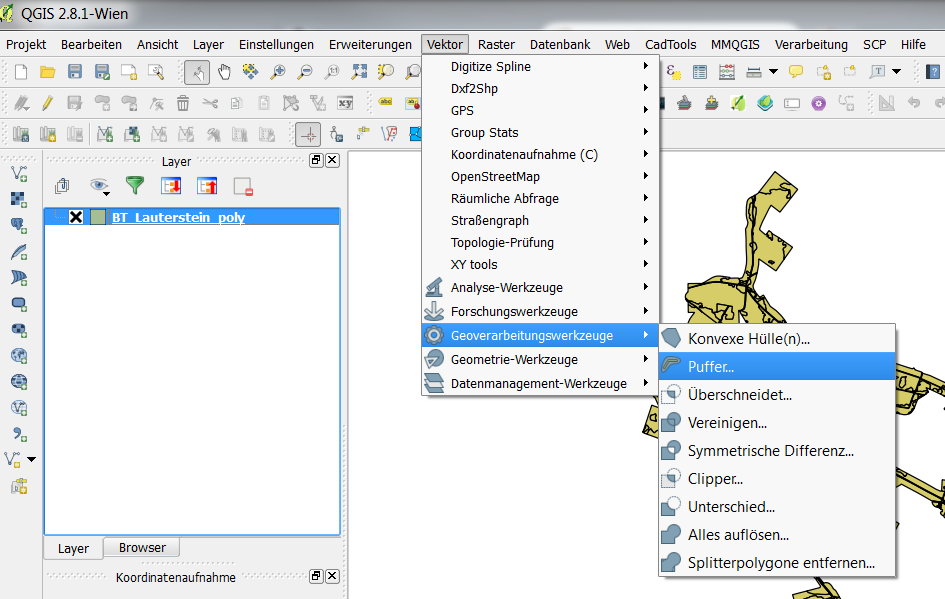 QGIS 2.8.1-Wien
Projekt Bearbeiten Ansicht Layer Einstellungen Erweiterungen Vektor Raster Datenbank Web CadTools MMQGIS Verarbeitung SCP Hilfe
Digitize Spline
Dxf2Shp
GPS
Group Stats
Koordinatenaufnahme (C)
OpenStreetMap
Räumliche Abfrage
Straßengraph
Topologie-Prüfung
XY tools
Analyse-Werkzeuge
Forschungswerkzeuge
Geoverarbeitungswerkzeuge
Geometrie-Werkzeuge
Datenmanagement-Werkzeuge
Konvexe Hülle(n)...
Puffer...
Überschneidet...
Vereinigen...
Symmetrische Differenz...
Clipper...
Unterschied...
Alles auflösen...
Splitterpolygone entfernen...
Layer
BT_Lauterstein_poly
Layer Browser
Koordinatenaufnahme